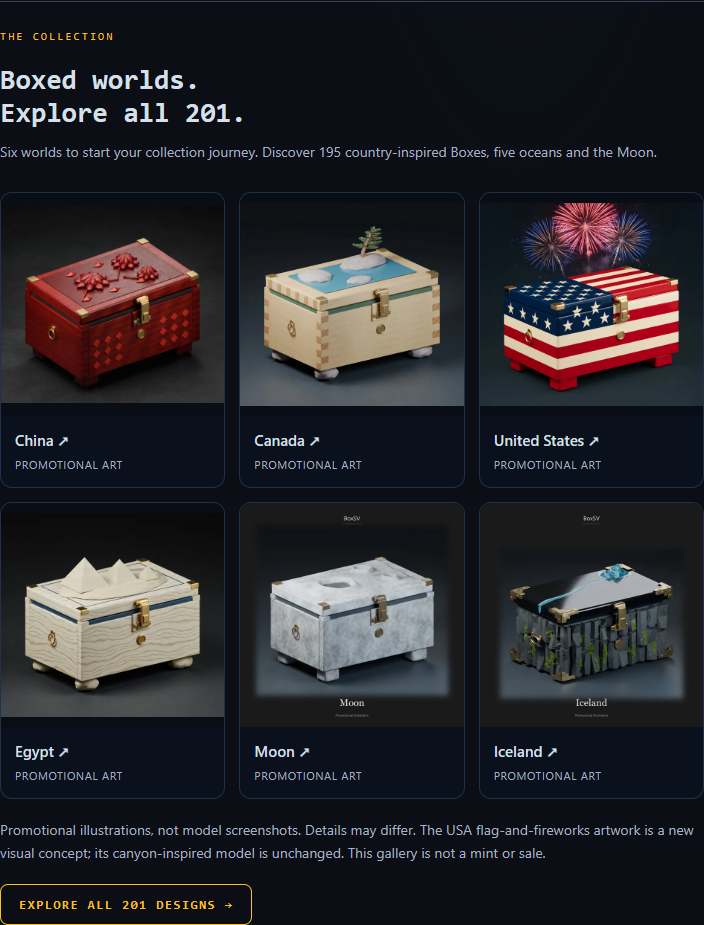 THE COLLECTION
Boxed worlds.
Explore all 201.
Six worlds to start your collection journey. Discover 195 country-inspired Boxes, five oceans and the Moon.
China ↗
PROMOTIONAL ART
Canada ↗
PROMOTIONAL ART
United States ↗
PROMOTIONAL ART
BoxSV
Moon
Promotional illustration
BoxSV
Iceland
Promotional illustration
Egypt ↗
PROMOTIONAL ART
Moon ↗
PROMOTIONAL ART
Iceland ↗
PROMOTIONAL ART
Promotional illustrations, not model screenshots. Details may differ. The USA flag-and-fireworks artwork is a new
visual concept; its canyon-inspired model is unchanged. This gallery is not a mint or sale.
EXPLORE ALL 201 DESIGNS →